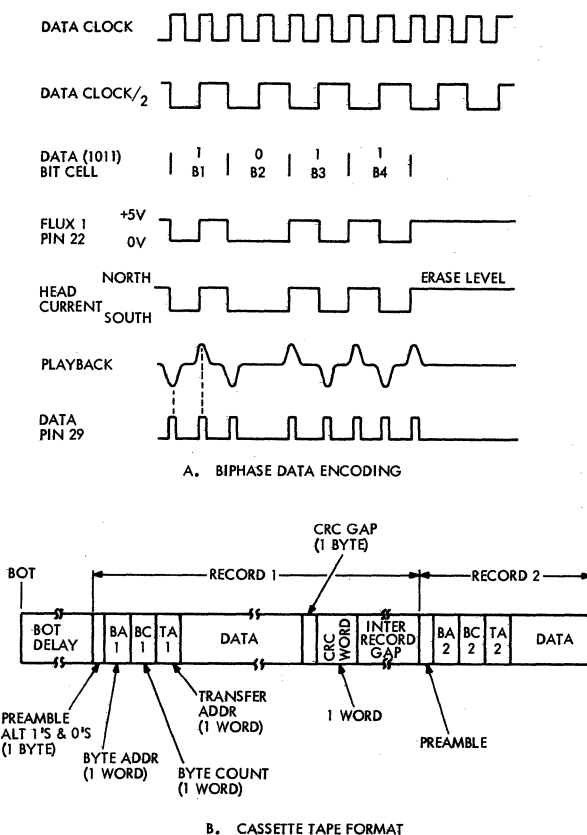 DATA CLOCK
DATA CLOCK/2
DATA (1011)
BIT CELL
1 0 1 1
B1 B2 B3 B4
FLUX 1
PIN 22
+5V
0V
HEAD
CURRENT
NORTH
SOUTH
ERASE LEVEL
PLAYBACK
DATA
PIN 29
A. BIPHASE DATA ENCODING
CRC GAP
(1 BYTE)
BOT
RECORD 1
RECORD 2
BOT
DELAY
BA
1
BC
1
TA
1
DATA
CRC
WORD
INTER
RECORD
GAP
BA
2
BC
2
TA
2
DATA
PREAMBLE
ALT 1'S & 0'S
(1 BYTE)
BYTE ADDR
(1 WORD)
BYTE COUNT
(1 WORD)
TRANSFER
ADDR
(1 WORD)
1 WORD
PREAMBLE
B. CASSETTE TAPE FORMAT